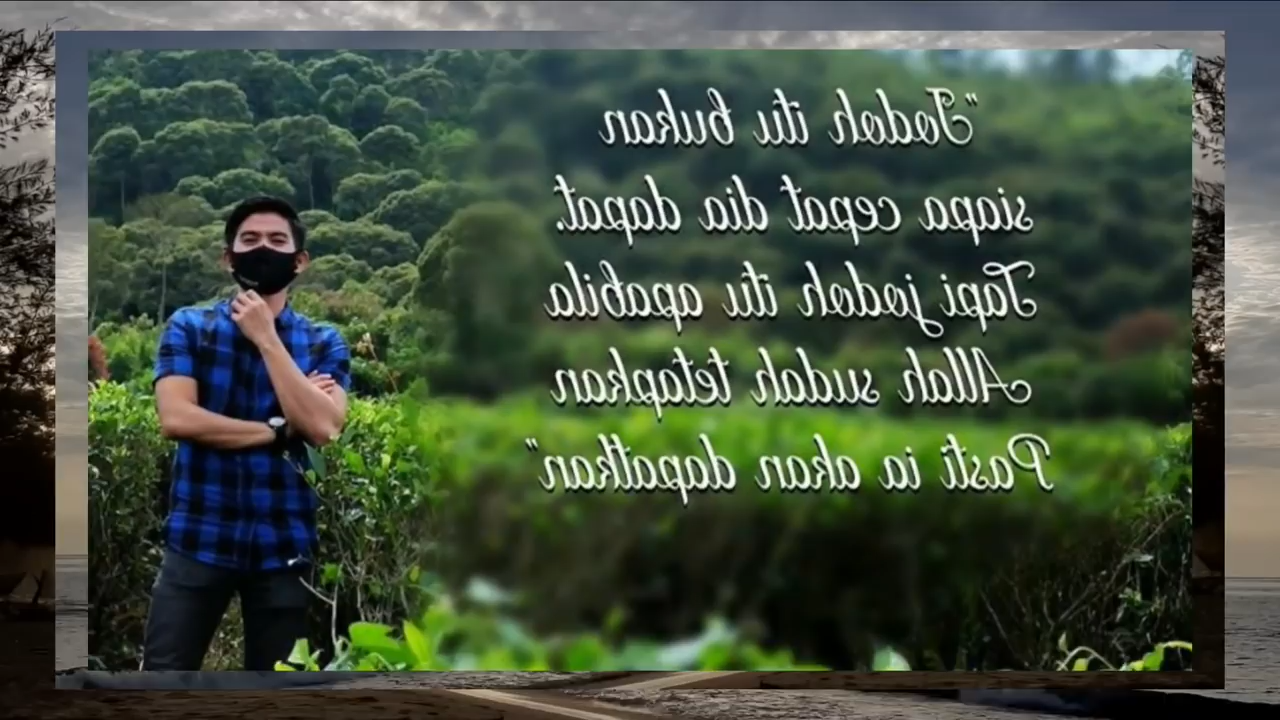 "Jodoh itu bukan
siapa cepat dia dapat.
Tapi jodoh itu apabila
Allah sudah tetapkan
Pasti ia akan dapatkan"